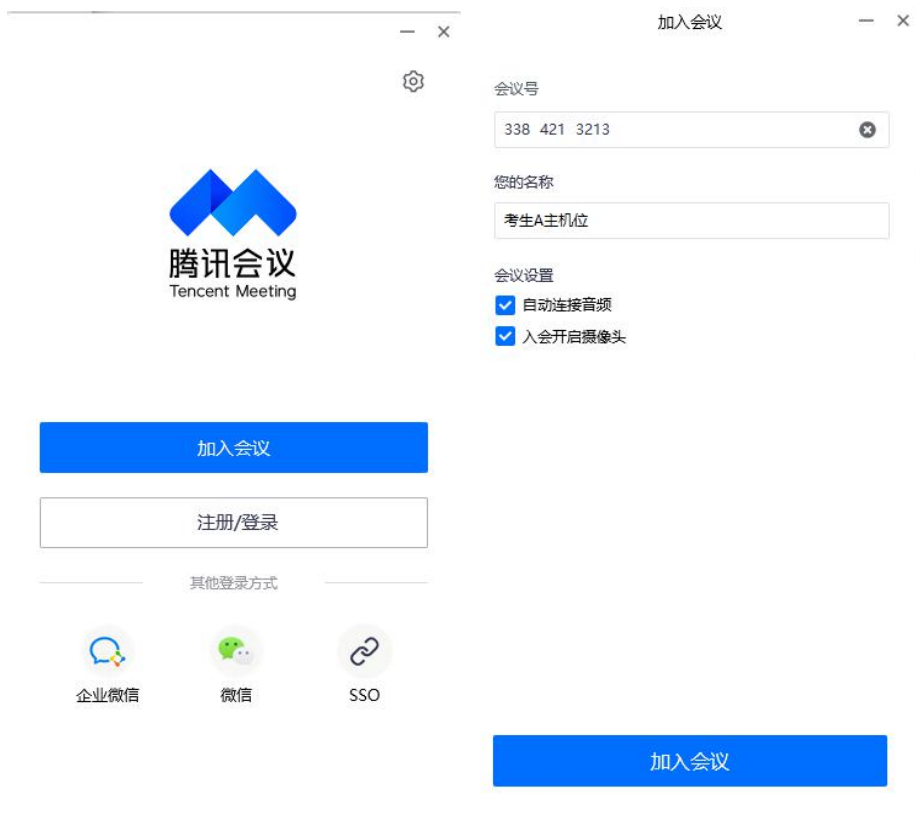 腾讯会议
Tencent Meeting
加入会议
注册/登录
其他登录方式
企业微信
微信
SSO
加入会议
会议号
338 421 3213
您的名称
考生A主机位
会议设置
自动连接音频
入会开启摄像头
加入会议